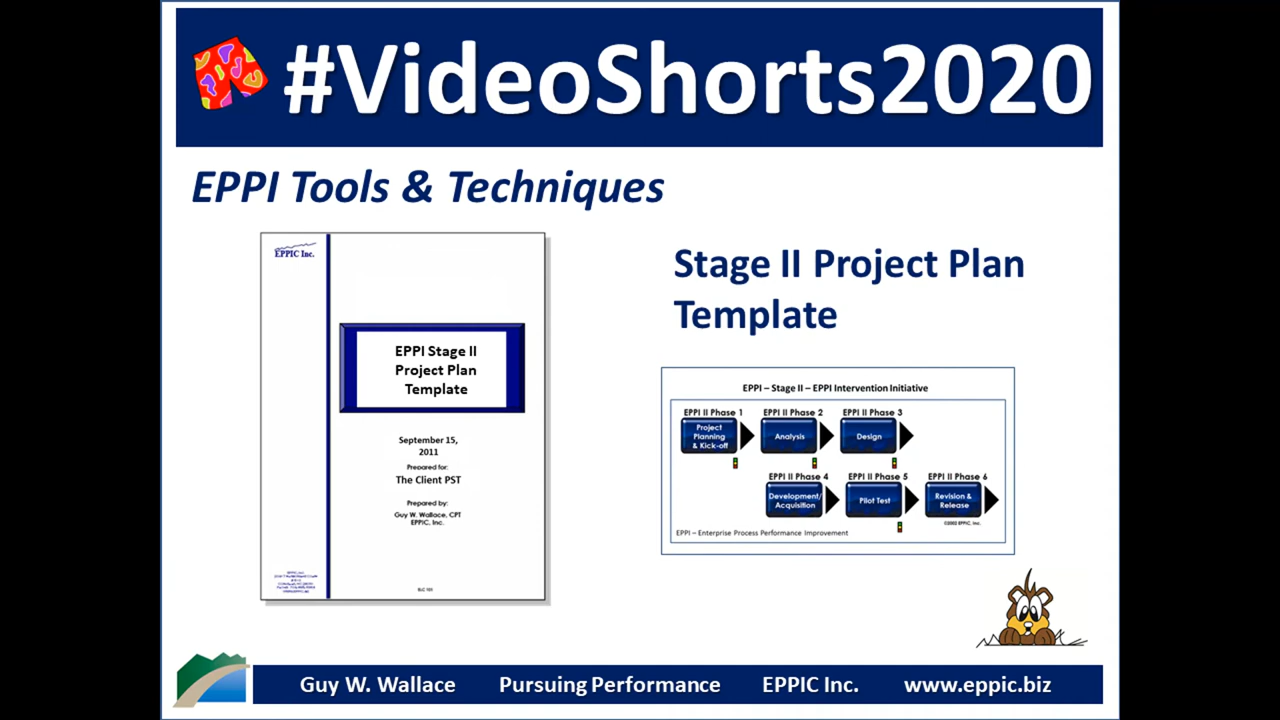 #VideoShorts2020
EPPI Tools & Techniques
EPPIC Inc.
EPPI Stage II
Project Plan
Template
September 15,
2011
Prepared for:
The Client PST
Prepared by:
Guy W. Wallace, CPT
EPPIC, Inc.
Stage II Project Plan
Template
EPPI – Stage II – EPPI Intervention Initiative
EPPI II Phase 1 EPPI II Phase 2 EPPI II Phase 3
Project
Planning
& Kick-off
Analysis
Design
EPPI II Phase 4 EPPI II Phase 5 EPPI II Phase 6
Development/
Acquisition
Pilot Test
Revision &
Release
©2002 EPPIC, Inc.
EPPI – Enterprise Process Performance Improvement
Guy W. Wallace Pursuing Performance EPPIC Inc. www.eppic.biz